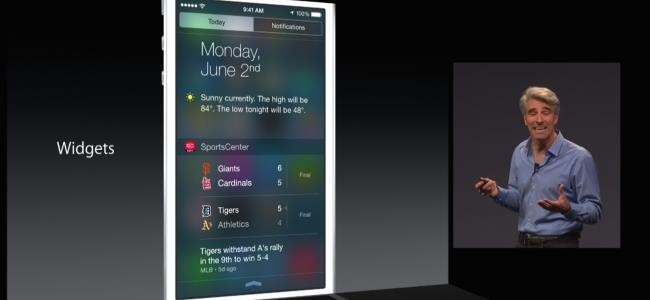 9:41 AM
100%
Today
Notifications
Monday,
June 2nd
Sunny currently. The high will be
84°. The low tonight will be 48°.
SportsCenter
Giants 6
Cardinals 5
Final
Tigers 5
Athletics 4
Final
Tigers withstand A's rally
in the 9th to win 5-4
MLB • 5d ago
Widgets